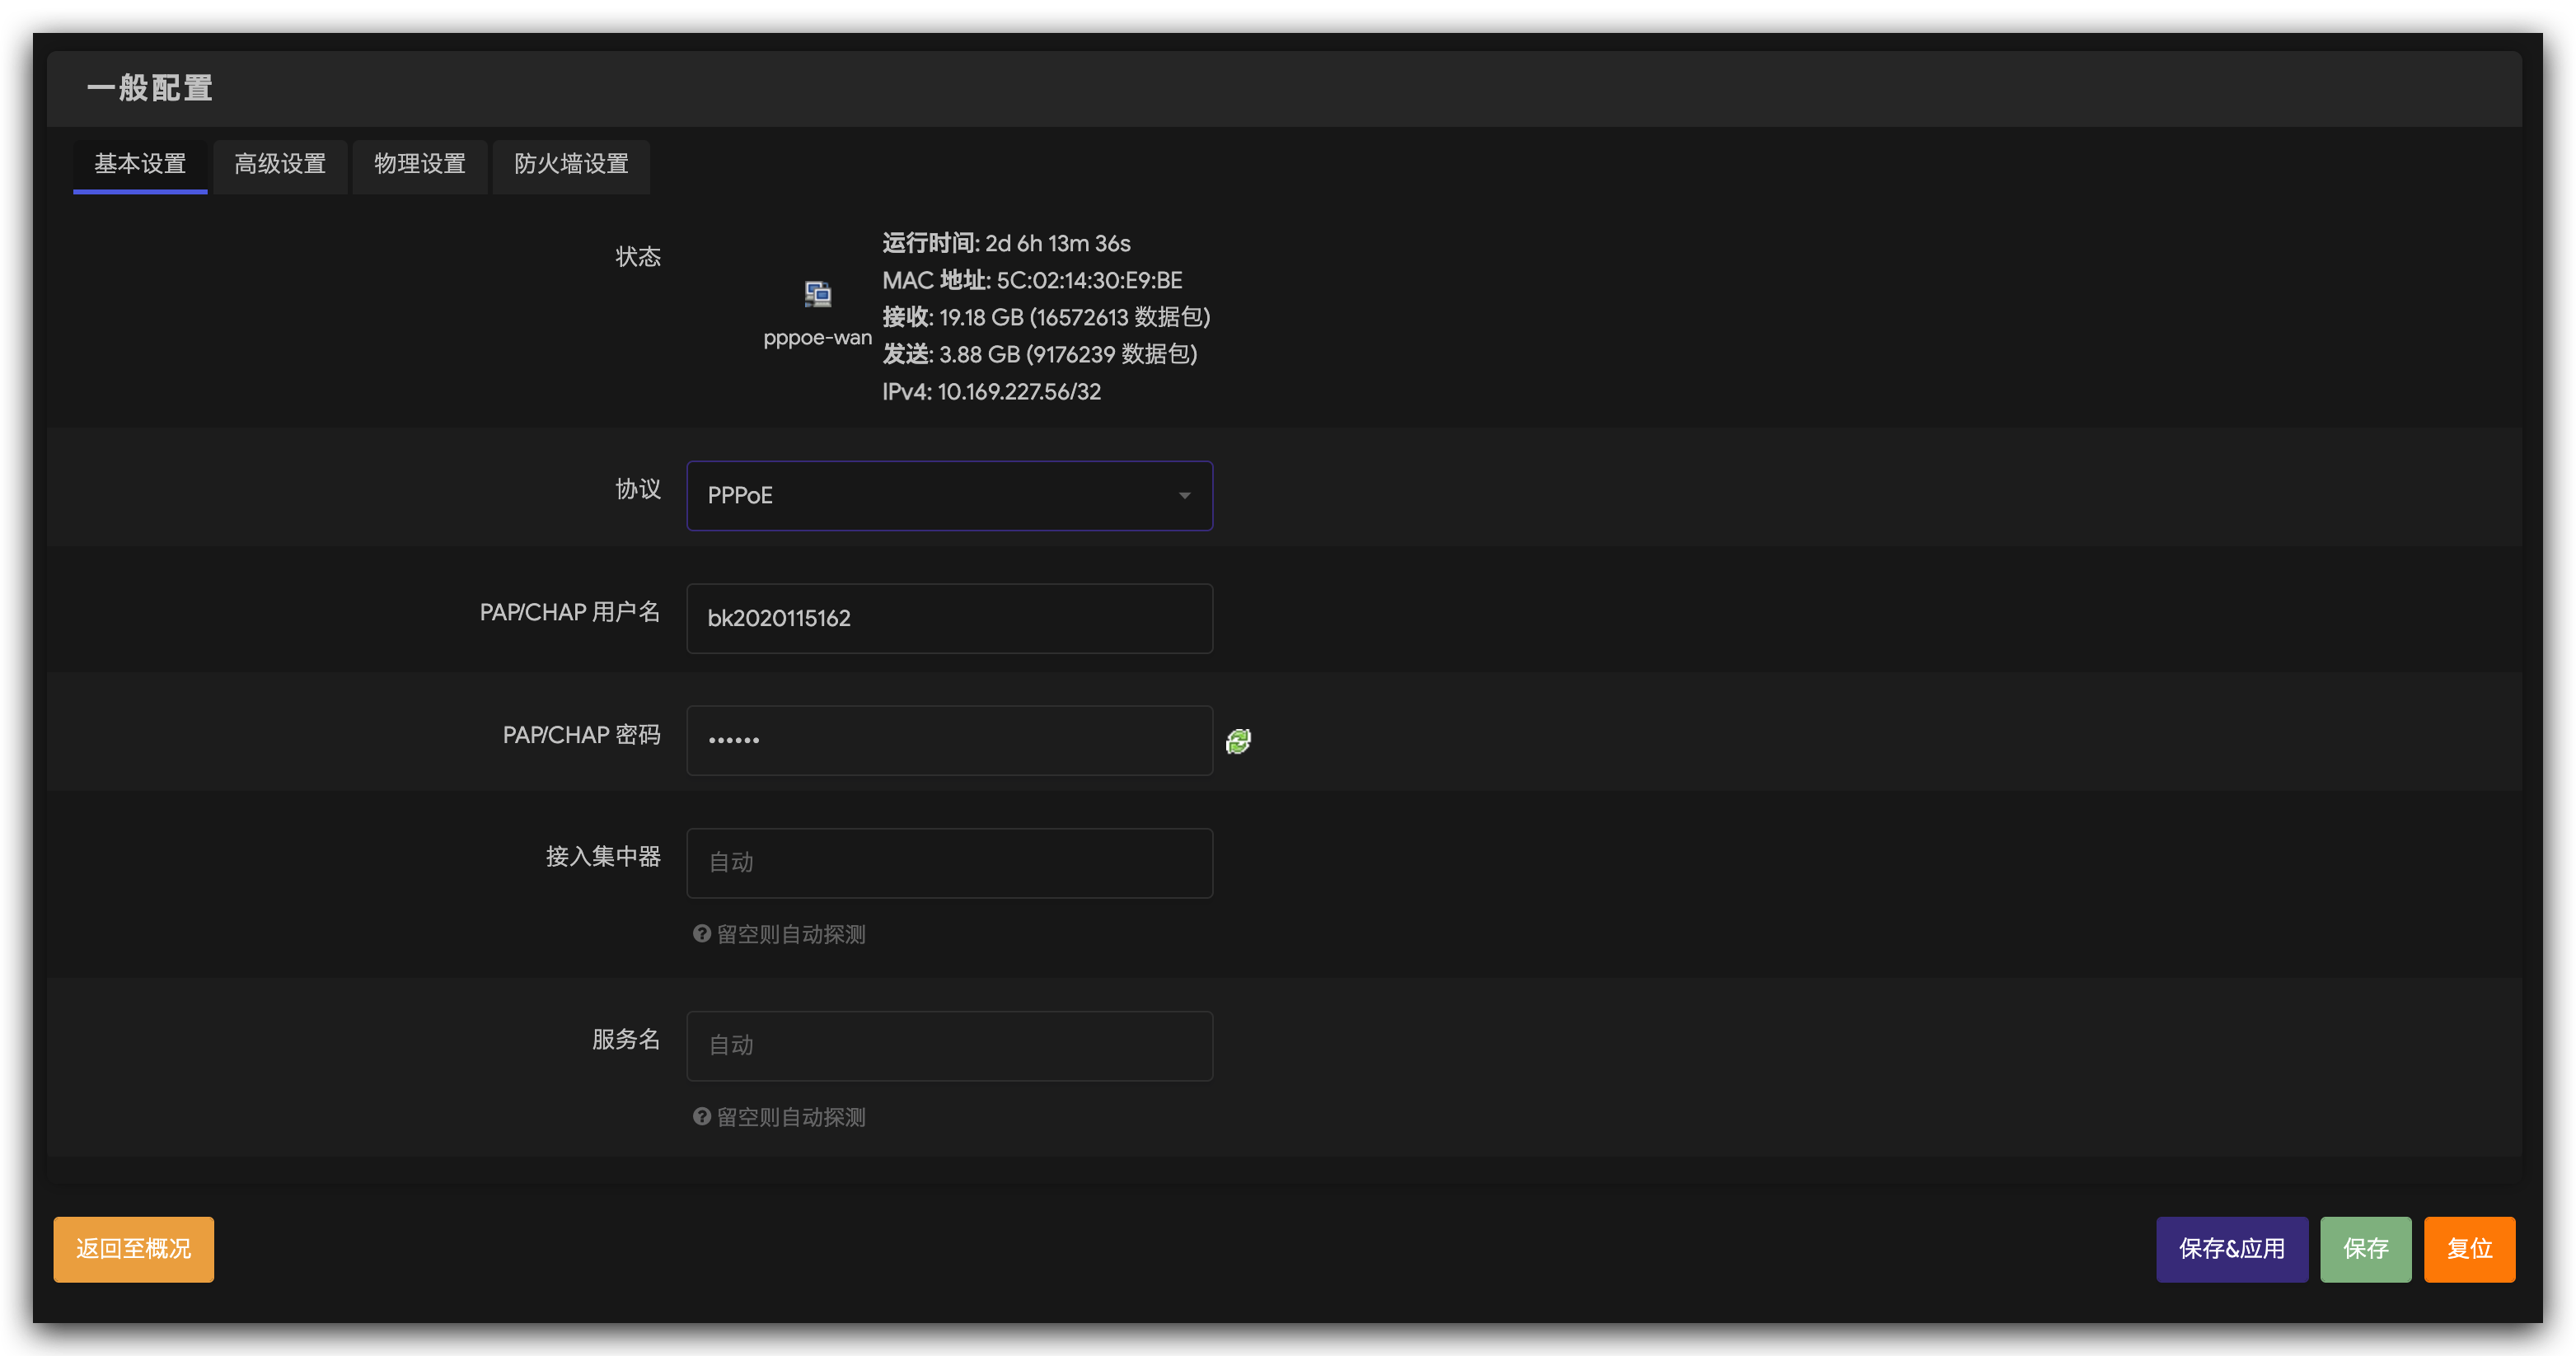 一般配置
基本设置 高级设置 物理设置 防火墙设置
状态
pppoe-wan
运行时间: 2d 6h 13m 36s
MAC 地址: 5C:02:14:30:E9:BE
接收: 19.18 GB (16572613 数据包)
发送: 3.88 GB (9176239 数据包)
IPv4: 10.169.227.56/32
协议 PPPoE
PAP/CHAP 用户名 bk2020115162
PAP/CHAP 密码 ••••••
接入集中器 自动
留空则自动探测
服务名 自动
留空则自动探测
返回至概况 保存&应用 保存 复位